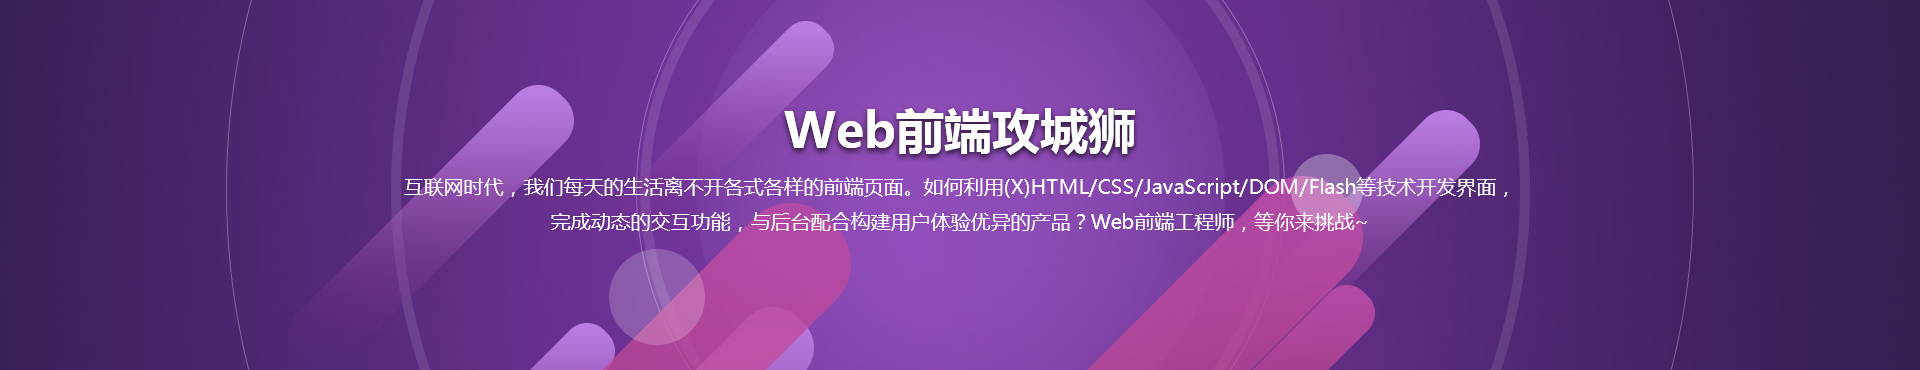 Web前端攻城狮
互联网时代，我们每天的生活离不开各式各样的前端页面。如何利用(X)HTML/CSS/JavaScript/DOM/Flash等技术开发界面，
完成动态的交互功能，与后台配合构建用户体验优异的产品？Web前端工程师，等你来挑战~